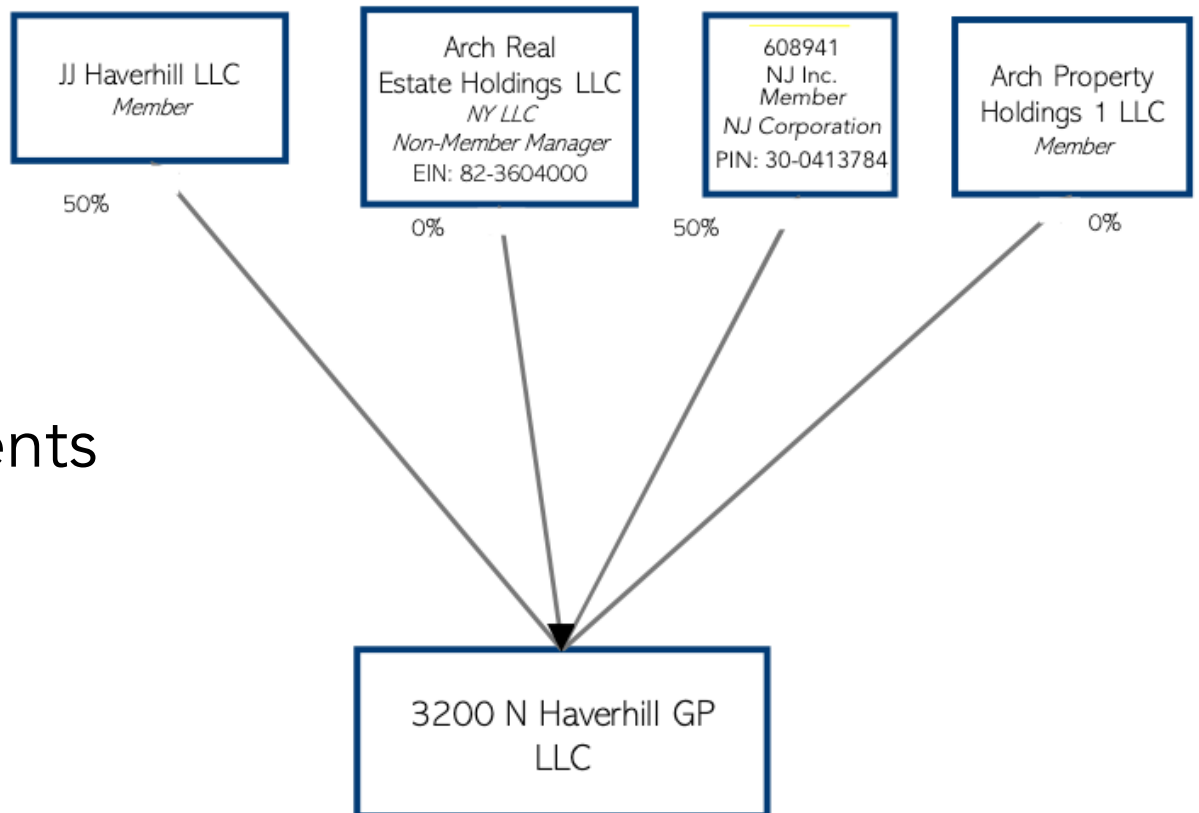 JJ Haverhill LLC
Member
50%
Arch Real
Estate Holdings LLC
NY LLC
Non-Member Manager
EIN: 82-3604000
0%
608941
NJ Inc.
Member
NJ Corporation
PIN: 30-0413784
50%
Arch Property
Holdings 1 LLC
Member
0%
ents
3200 N Haverhill GP
LLC